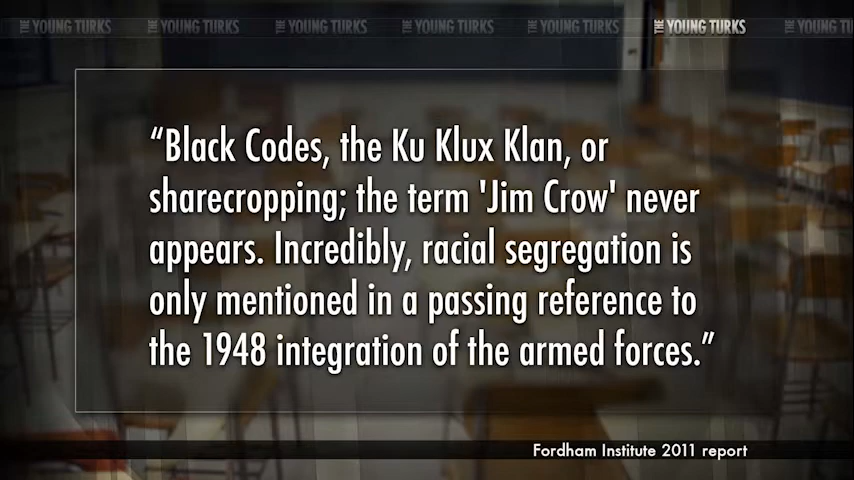 THE YOUNG TURKS THE YOUNG TURKS THE YOUNG TURKS THE YOUNG TURKS THE YOUNG TURKS THE YOUNG TURKS THE YOUNG TURKS
“Black Codes, the Ku Klux Klan, or
sharecropping; the term 'Jim Crow' never
appears. Incredibly, racial segregation is
only mentioned in a passing reference to
the 1948 integration of the armed forces.”
Fordham Institute 2011 report